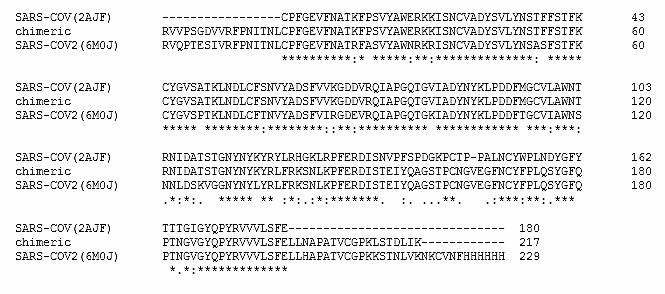 SARS-COV(2AJF) -----------------CPFGEVFNATKFPSVYAWERKKISNCVADYSVLYNSTFFSTFK 43
chimeric RVVPSGDVVRFPNITNLCPFGEVFNATKFPSVYAWERKKISNCVADYSVLYNSTFFSTFK 60
SARS-COV2(6M0J) RVQPTESIVRFPNITNLCPFGEVFNATRFASVYAWNRKRISNCVADYSVLYNSASFSTFK 60
**********:* *****:**:**************: *****
SARS-COV(2AJF) CYGVSATKLNDLCFSNVYADSFVVKGDDVRQIAPGQTGVIADYNYKLPDDFMGCVLAWNT 103
chimeric CYGVSATKLNDLCFSNVYADSFVVKGDDVRQIAPGQTGVIADYNYKLPDDFMGCVLAWNT 120
SARS-COV2(6M0J) CYGVSPTKLNDLCFTNVYADSFVIRGDEVRQIAPGQTGKIADYNYKLPDDFTGCVIAWNS 120
***** ********:********::**:********** ************ ***:***:
SARS-COV(2AJF) RNIDATSTGNYNYKYRYLRHGKLRPFERDISNVPFSPDGKPCTP-PALNCYWPLNDYGFY 162
chimeric RNIDATSTGNYNYKYRLFRKSNLKPFERDISTEIYQAGSTPCNGVEGFNCYFPLQSYGFQ 180
SARS-COV2(6M0J) NNLDSKVGGNYNYLYRLFRKSNLKPFERDISTEIYQAGSTPCNGVEGFNCYFPLQSYGFQ 180
.*:*:. ***** ** :*:.:*:*******. :. ...**. .:***:**:.***
SARS-COV(2AJF) TTTGIGYQPYRVVVLSFE------------------------------- 180
chimeric PTNGVGYQPYRVVVLSFELLNAPATVCGPKLSTDLIK------------ 217
SARS-COV2(6M0J) PTNGVGYQPYRVVVLSFELLHAPATVCGPKKSTNLVKNKCVNFHHHHHH 229
*.*:*************